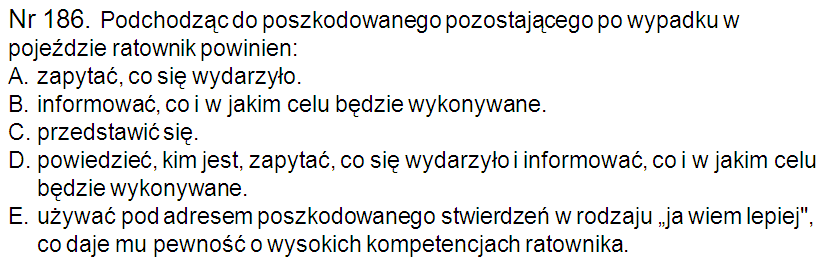 Nr 186. Podchodząc do poszkodowanego pozostającego po wypadku w
pojeździe ratownik powinien:
A. zapytać, co się wydarzyło.
B. informować, co i w jakim celu będzie wykonywane.
C. przedstawić się.
D. powiedzieć, kim jest, zapytać, co się wydarzyło i informować, co i w jakim celu
będzie wykonywane.
E. używać pod adresem poszkodowanego stwierdzeń w rodzaju „ja wiem lepiej",
co daje mu pewność o wysokich kompetencjach ratownika.